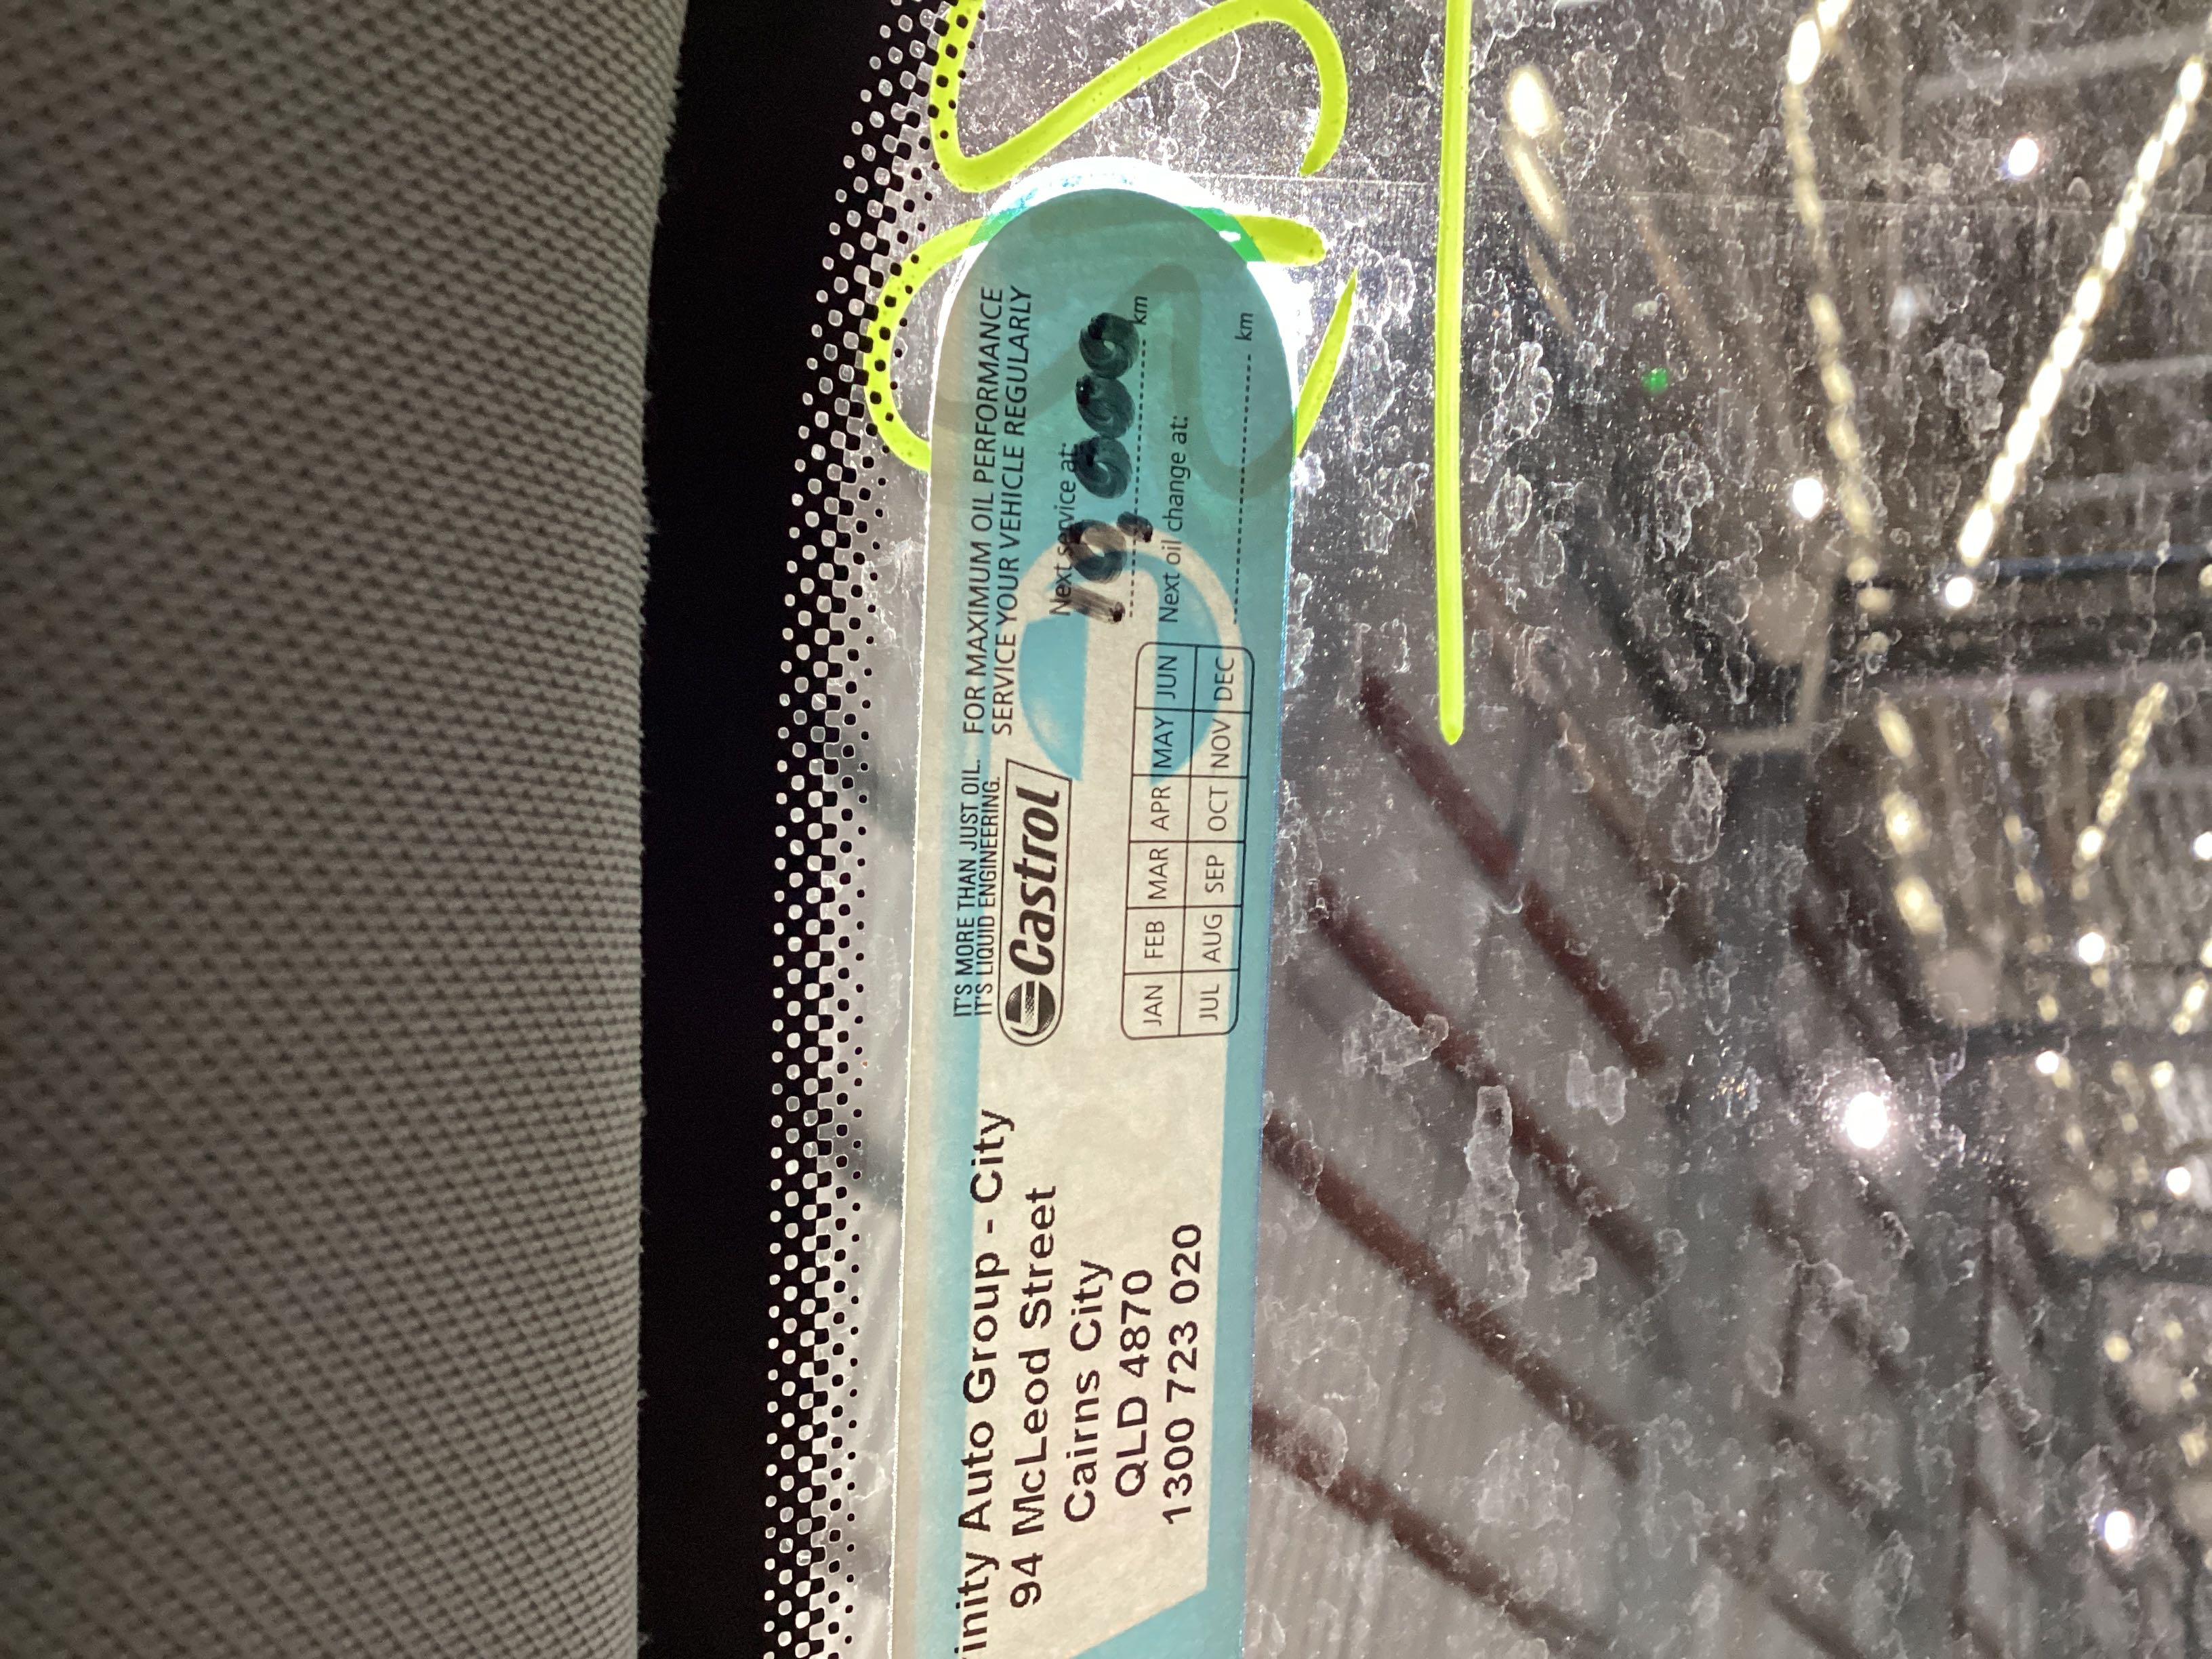 IT'S MORE THAN JUST OIL.
IT'S LIQUID ENGINEERING.
Castrol
FOR MAXIMUM OIL PERFORMANCE
SERVICE YOUR VEHICLE REGULARLY
Next service at:
10,000 km
Next oil change at:
km
JAN FEB MAR APR MAY JUN
JUL AUG SEP OCT NOV DEC
inity Auto Group - City
94 McLeod Street
Cairns City
QLD 4870
1300 723 020